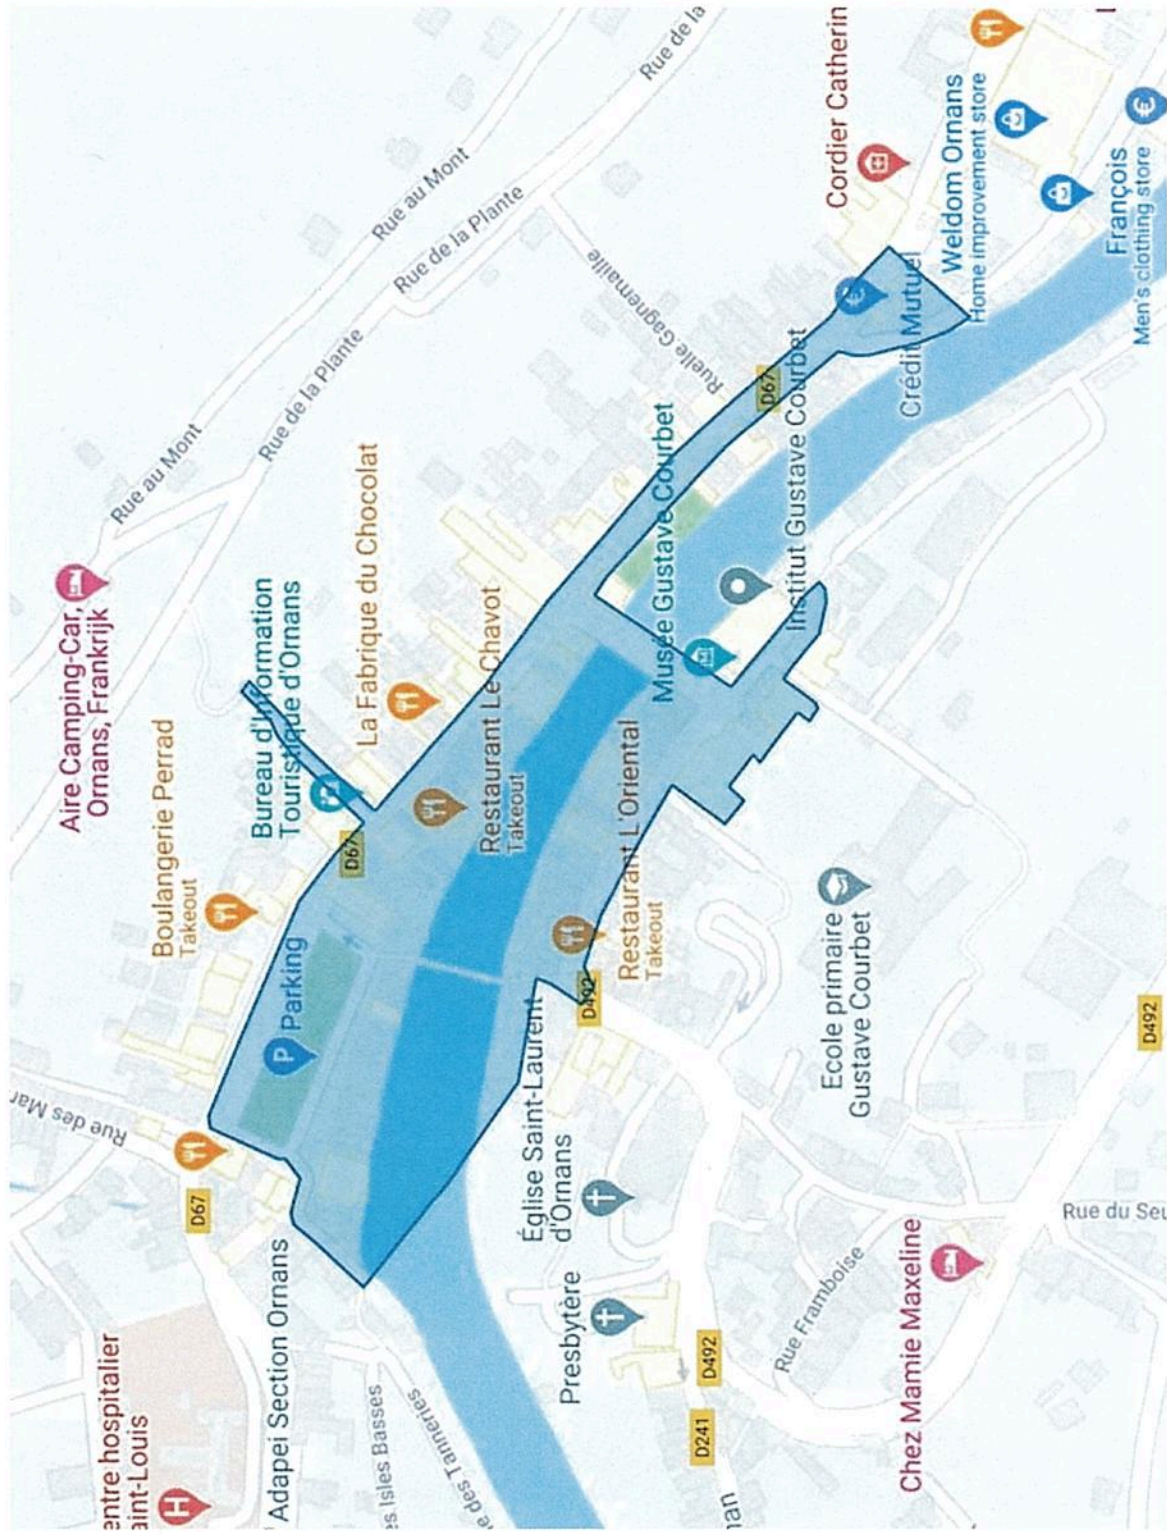 Aire Camping-Car,
Ornans, Frankrijk
Rue au Mont
Rue au Mont
Rue de la Plante
Rue de la Plante
Rue de la
Boulangerie Perrad
Takeout
Bureau d'Information
Touristique d'Ornans
La Fabrique du Chocolat
Ruelle Gagnemaille
Cordier Catherin
Weldom Ornans
Home improvement store
François
Men's clothing store
Crédit Mutuel
D67
Institut Gustave Courbet
Musée Gustave Courbet
Restaurant Le Chavot
Takeout
D67
P Parking
Rue des Mar
D67
Restaurant L'Oriental
Takeout
D492
Église Saint-Laurent
d'Ornans
Ecole primaire
Gustave Courbet
D492
Rue du Seu
entre hospitalier
aint-Louis
H
Adapei Section Ornans
es Isles Basses
e des Tanneries
Presbytère
D492
D241
Rue Framboise
Chez Mamie Maxeline
nan